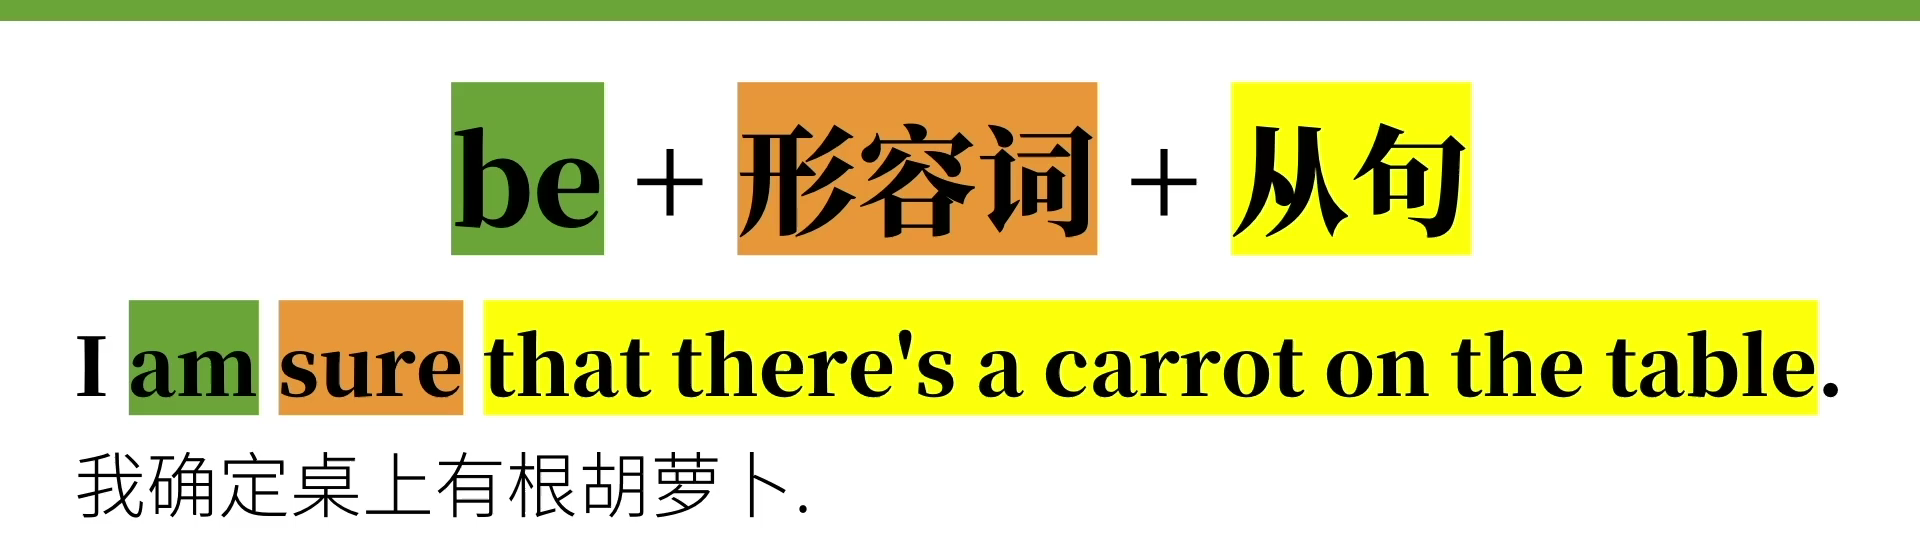 be + 形容词 + 从句
I am sure that there's a carrot on the table.
我确定桌上有根胡萝卜.